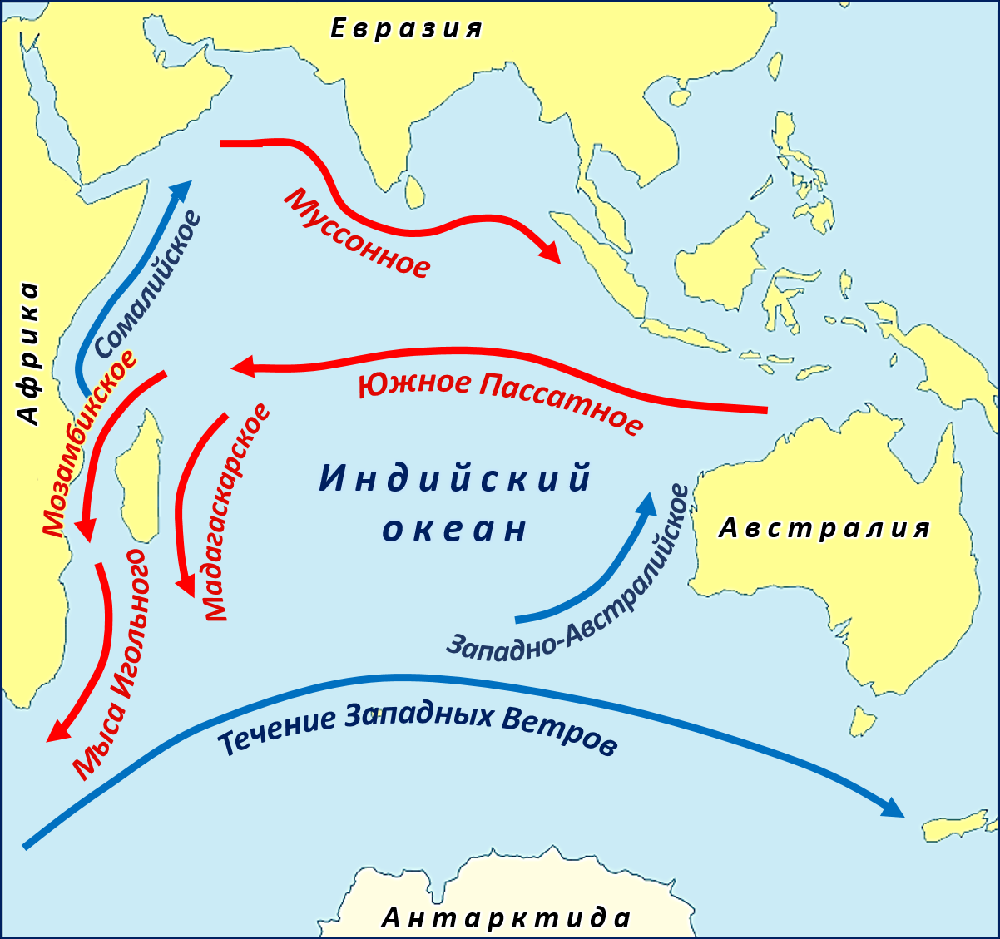 Евразия
Африка
Муссонное
Сомалийское
Мозамбикское
Южное Пассатное
Мадагаскарское
Индийский
океан
Западно-Австралийское
Австралия
Мыса Игольного
Течение Западных Ветров
Антарктида